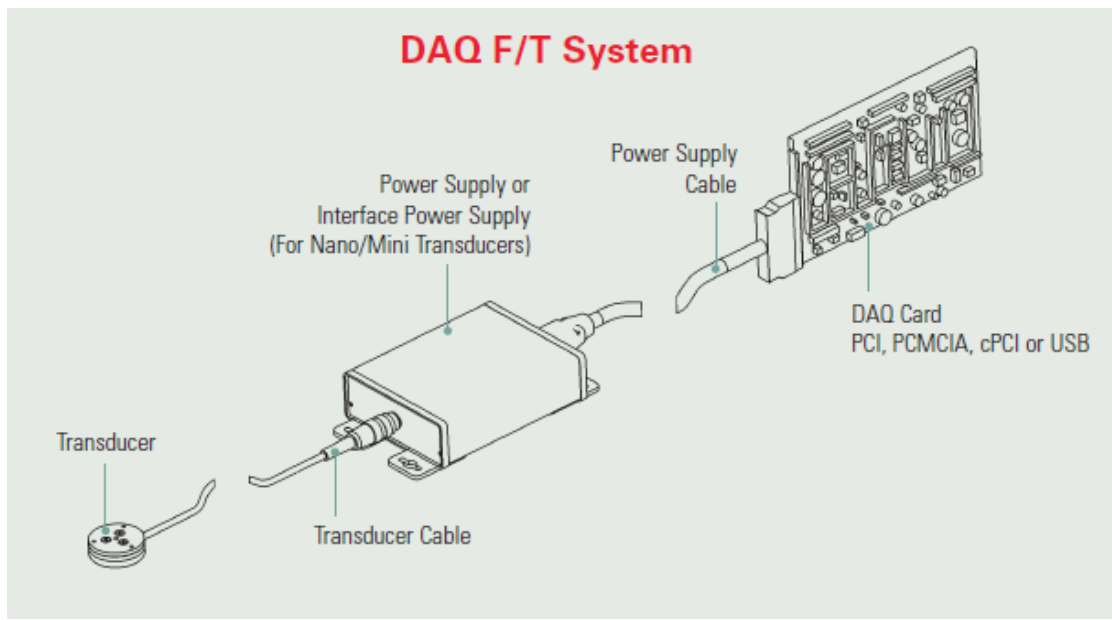 DAQ F/T System
Power Supply
Cable
Power Supply or
Interface Power Supply
(For Nano/Mini Transducers)
DAQ Card
PCI, PCMCIA, cPCI or USB
Transducer
Transducer Cable